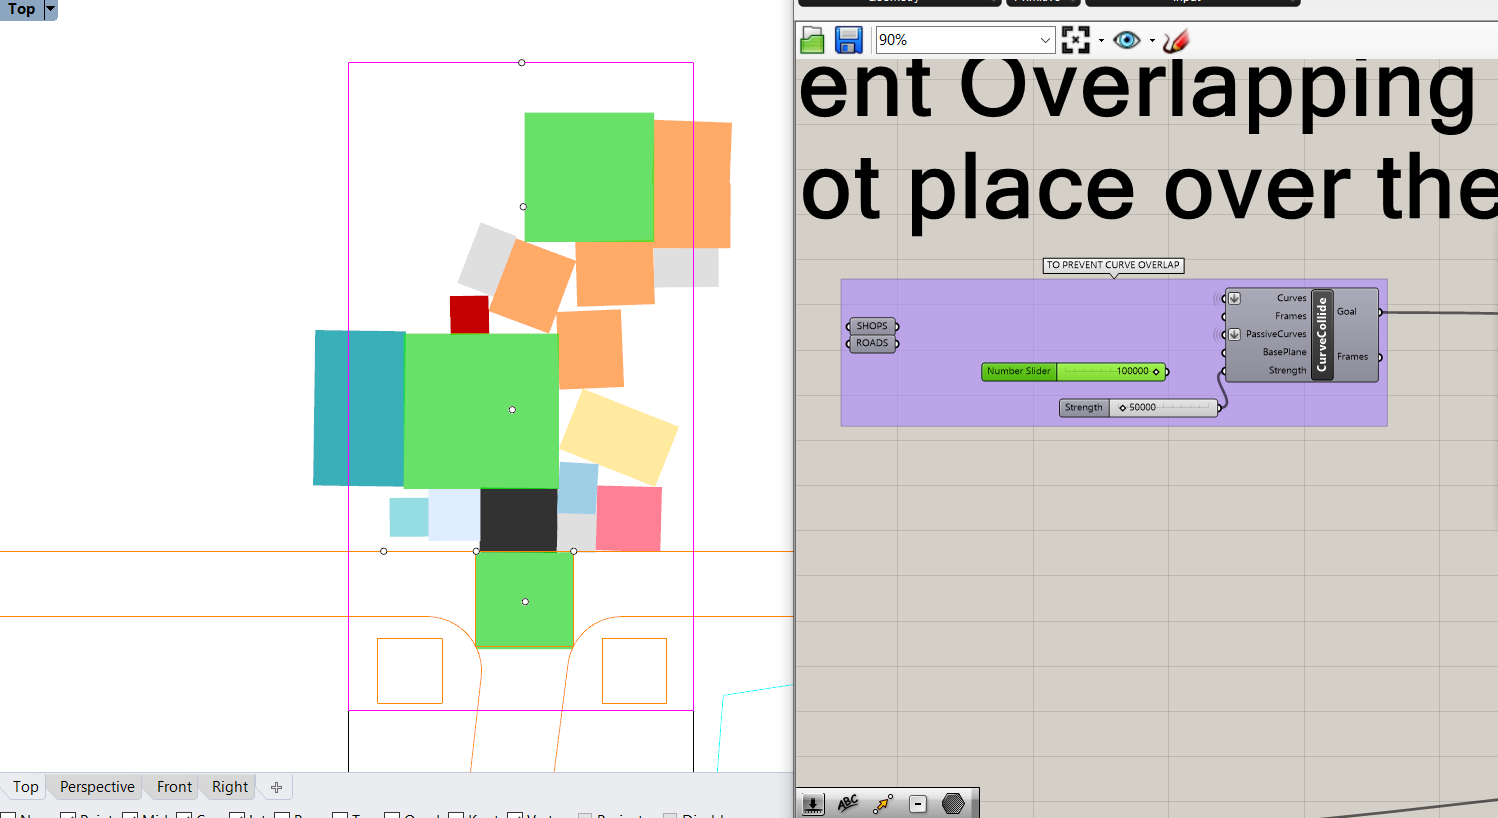 Top
90%
ent Overlapping
ot place over the
TO PREVENT CURVE OVERLAP
SHOPS
ROADS
Number Slider 100000
Strength 50000
Curves
Frames
PassiveCurves
BasePlane
Strength
CurveCollide
Goal
Frames
Top Perspective Front Right
ABC